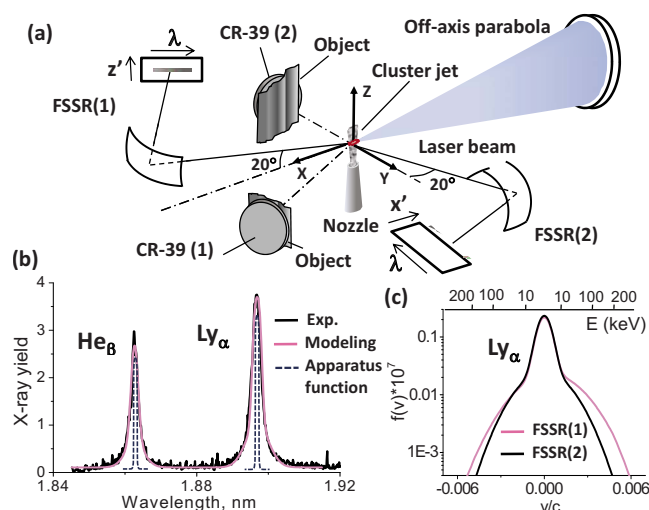 (a)
CR-39 (2)
Object
Off-axis parabola
λ
z'
FSSR(1)
Cluster jet
Z
Laser beam
20°
X
Y
20°
x'
Nozzle
FSSR(2)
CR-39 (1)
Object
λ
(b)
4
3
2
1
0
X-ray yield
Heβ
Lyα
Exp.
Modeling
Apparatus
function
1.84
1.88
1.92
Wavelength, nm
(c)
200 100 10 10 100 200
E (keV)
Lyα
0.1
0.01
1E-3
f(v)*10⁷
FSSR(1)
FSSR(2)
-0.006
0.000
0.006
v/c